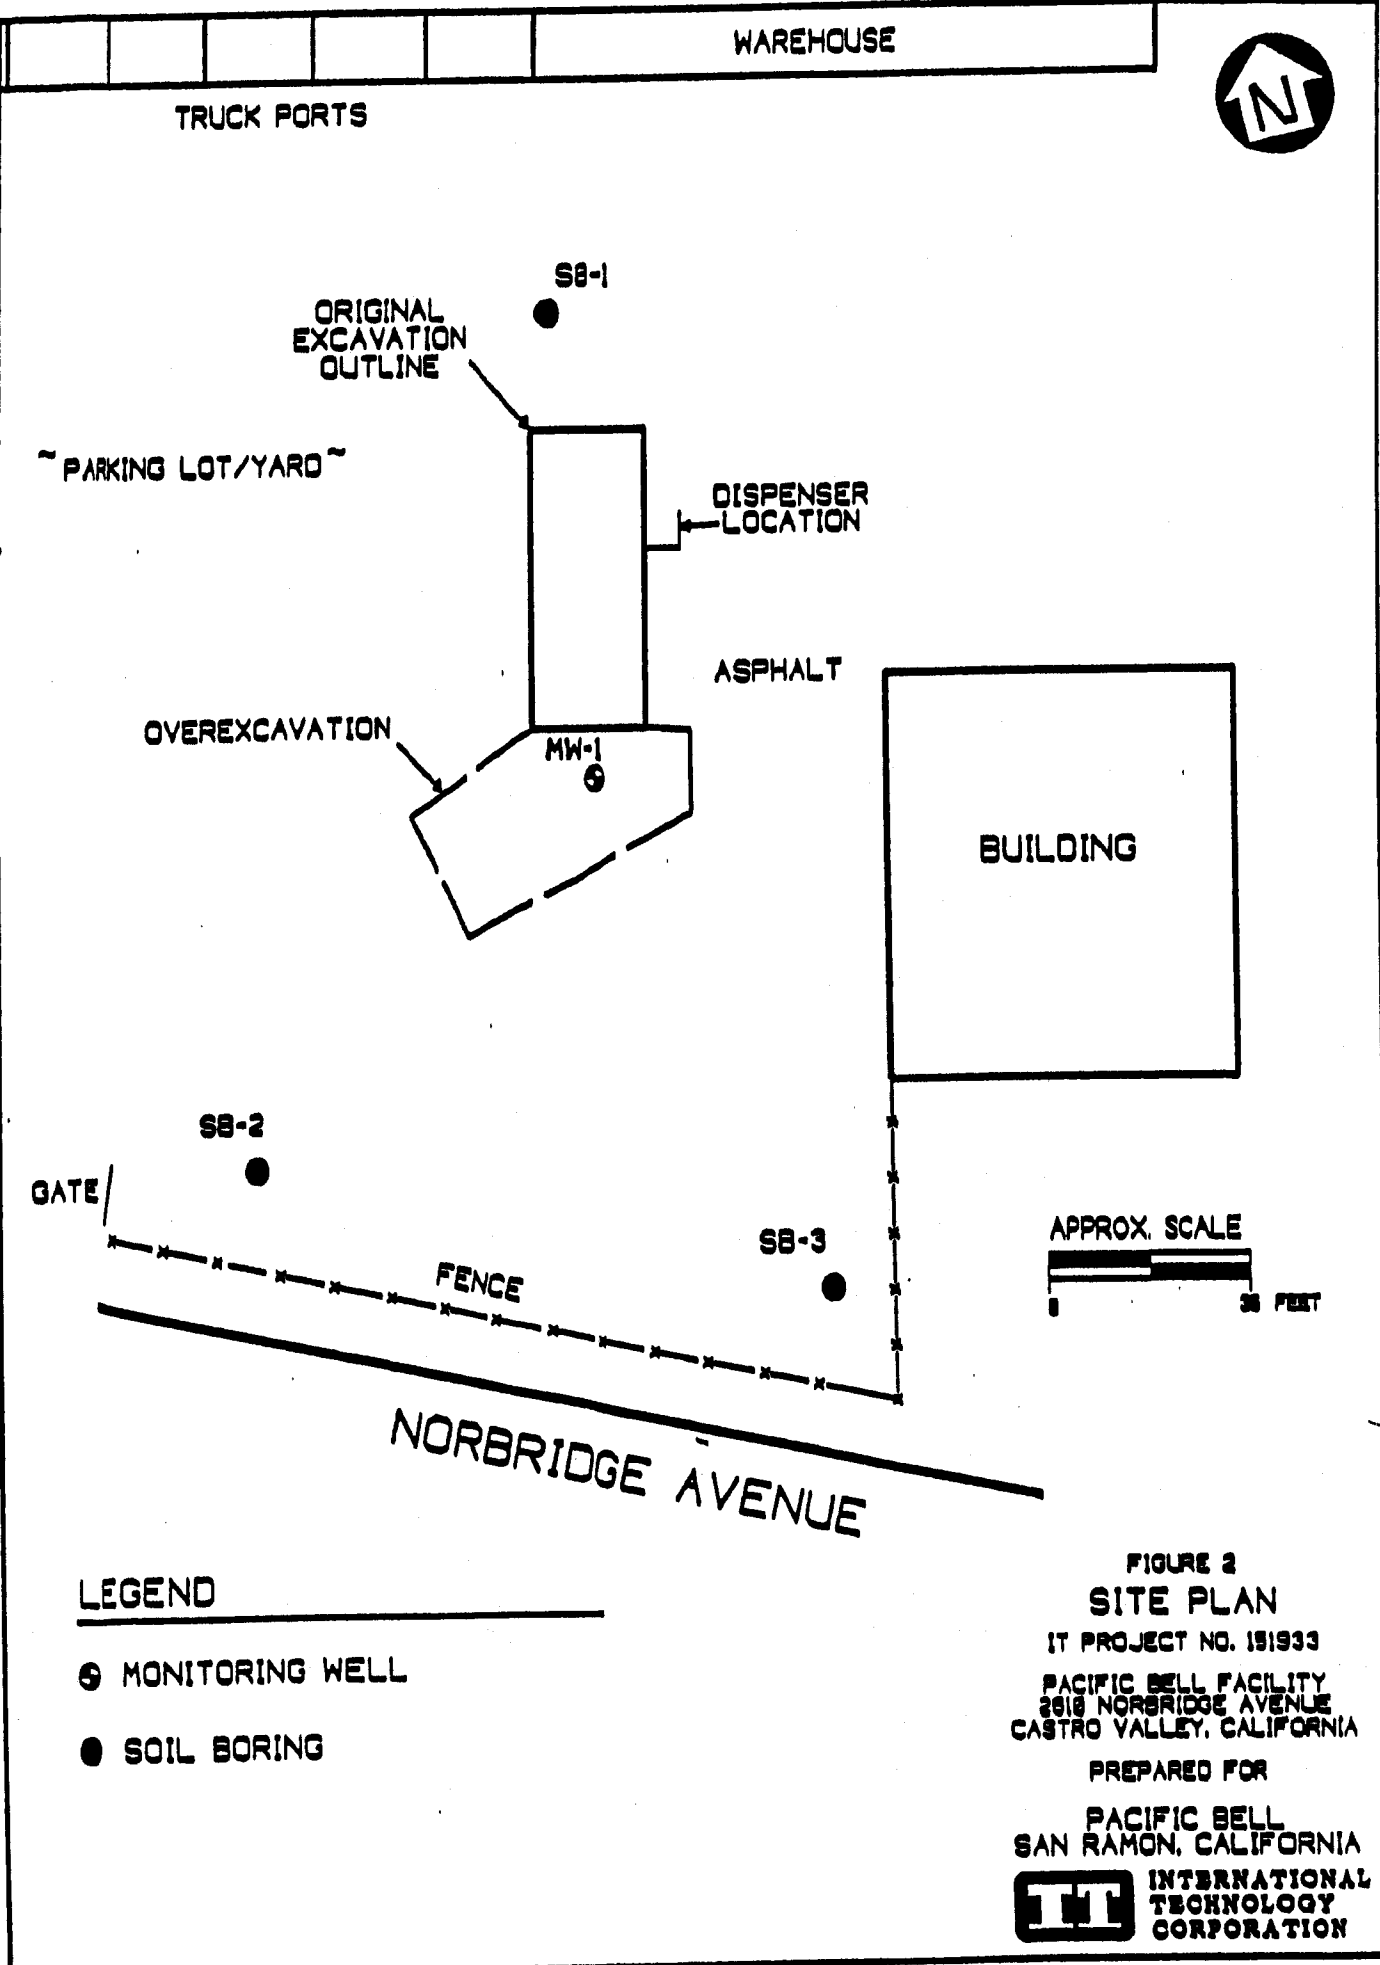 WAREHOUSE
N
TRUCK PORTS
SB-1
ORIGINAL
EXCAVATION
OUTLINE
~PARKING LOT/YARD~
DISPENSER
LOCATION
ASPHALT
OVEREXCAVATION
MW-1
BUILDING
SB-2
GATE
SB-3
APPROX. SCALE
0
FEET
FENCE
NORBRIDGE AVENUE
LEGEND
MONITORING WELL
SOIL BORING
FIGURE 2
SITE PLAN
IT PROJECT NO. 151933
PACIFIC BELL FACILITY
NORBRIDGE AVENUE
CASTRO VALLEY, CALIFORNIA
PREPARED FOR
PACIFIC BELL
SAN RAMON, CALIFORNIA
IT
INTERNATIONAL
TECHNOLOGY
CORPORATION